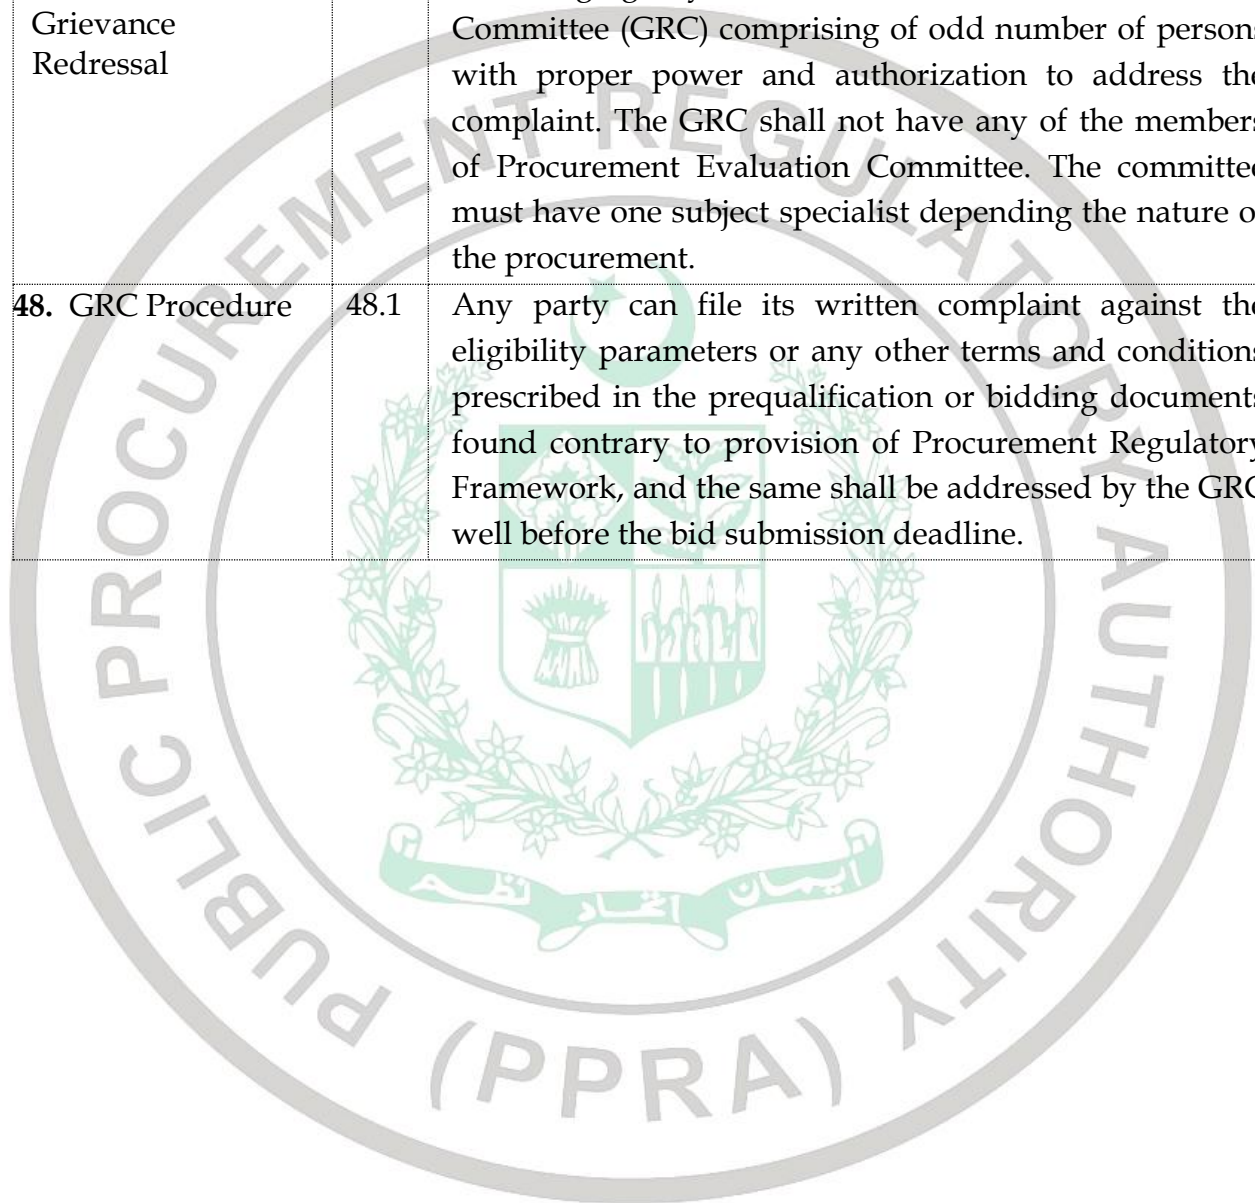 Grievance
Redressal
Committee (GRC) comprising of odd number of persons
with proper power and authorization to address the
complaint. The GRC shall not have any of the members
of Procurement Evaluation Committee. The committee
must have one subject specialist depending the nature of
the procurement.
48. GRC Procedure
48.1
Any party can file its written complaint against the
eligibility parameters or any other terms and conditions
prescribed in the prequalification or bidding documents
found contrary to provision of Procurement Regulatory
Framework, and the same shall be addressed by the GRC
well before the bid submission deadline.
PUBLIC PROCUREMENT REGULATORY AUTHORITY
(PPRA)
ایمان اتحاد نظم